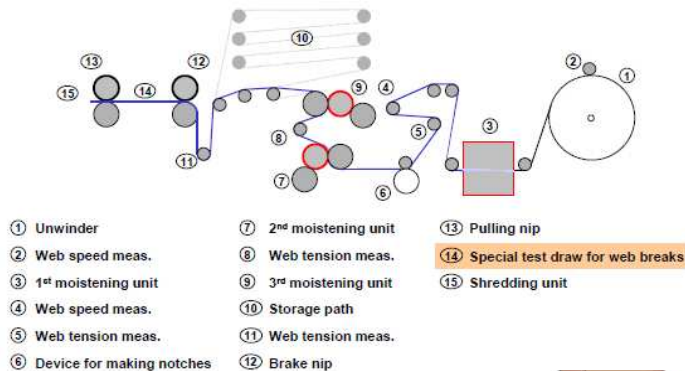 13
12
10
2
1
15
14
9
4
3
8
5
11
7
6
1 Unwinder
2 Web speed meas.
3 1st moistening unit
4 Web speed meas.
5 Web tension meas.
6 Device for making notches
7 2nd moistening unit
8 Web tension meas.
9 3rd moistening unit
10 Storage path
11 Web tension meas.
12 Brake nip
13 Pulling nip
14 Special test draw for web breaks
15 Shredding unit